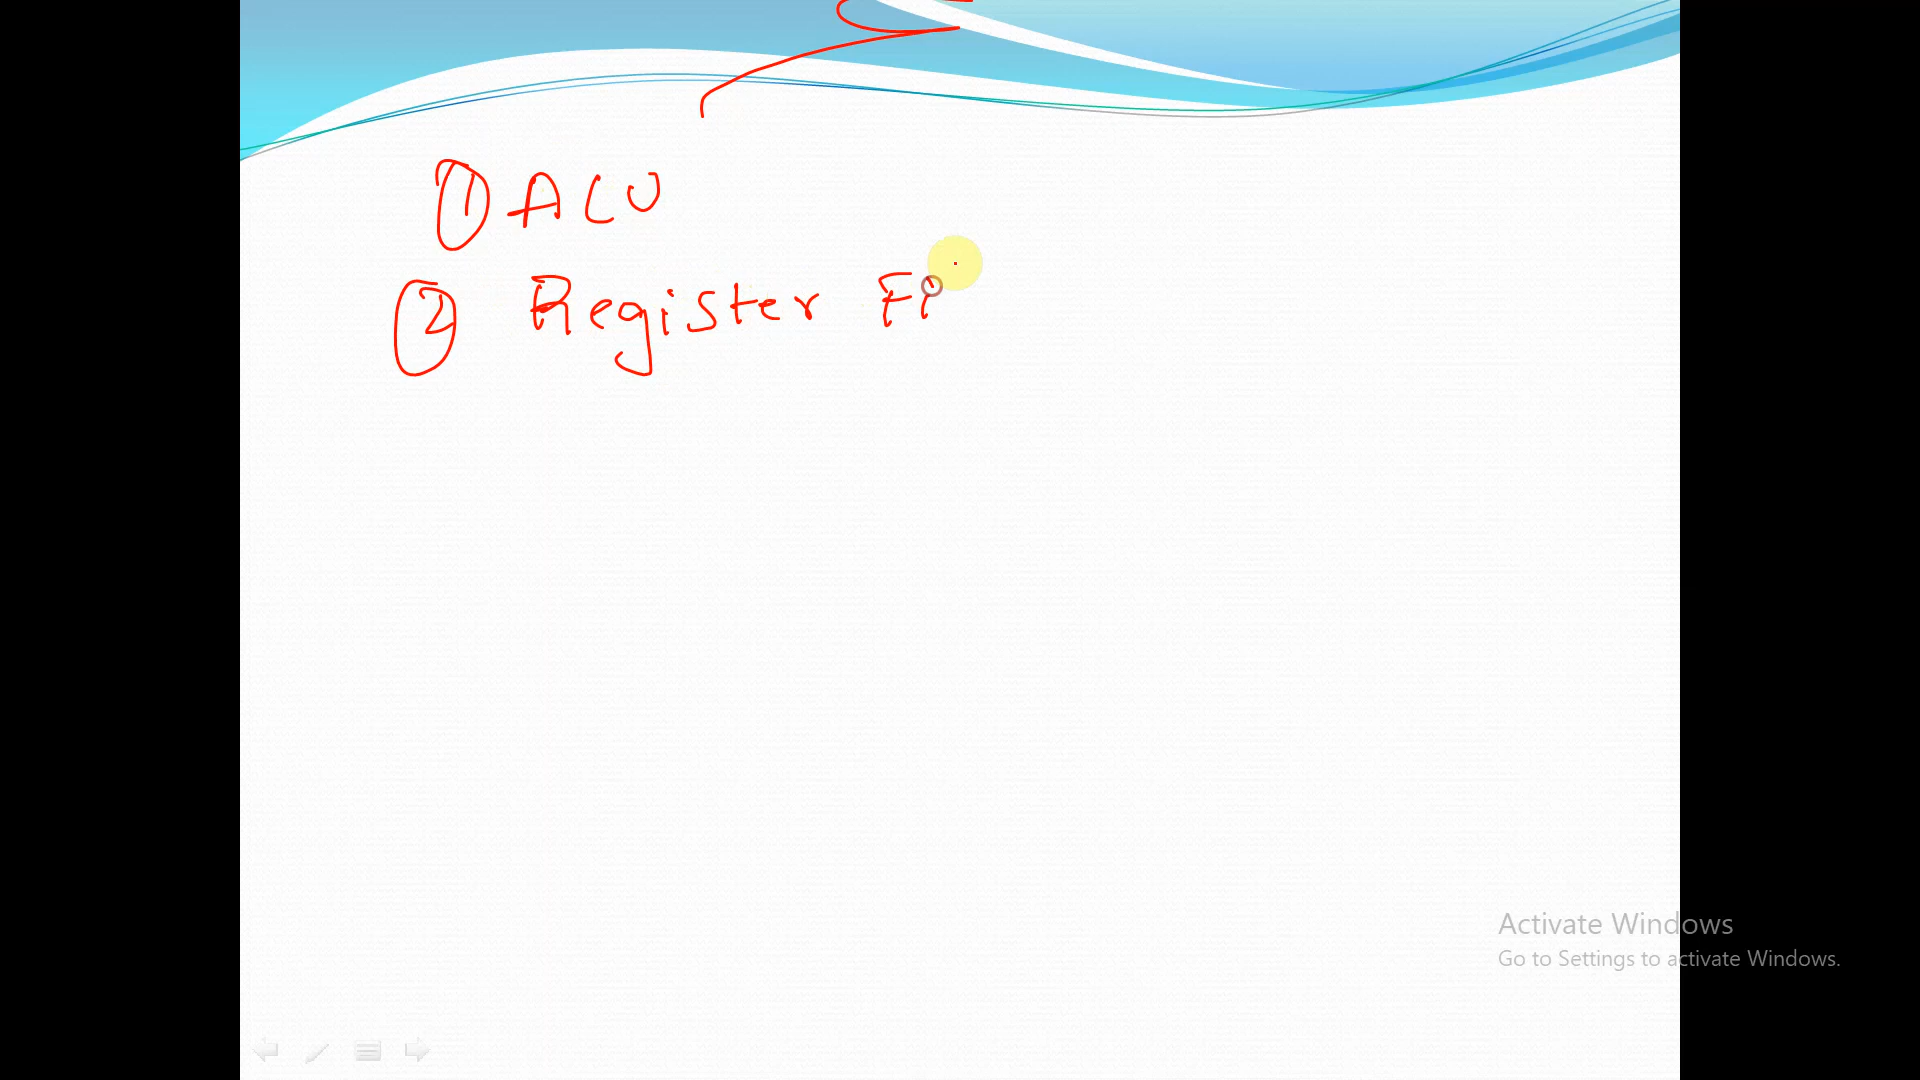 ① ALU
② Register Fi
Activate Windows
Go to Settings to activate Windows.